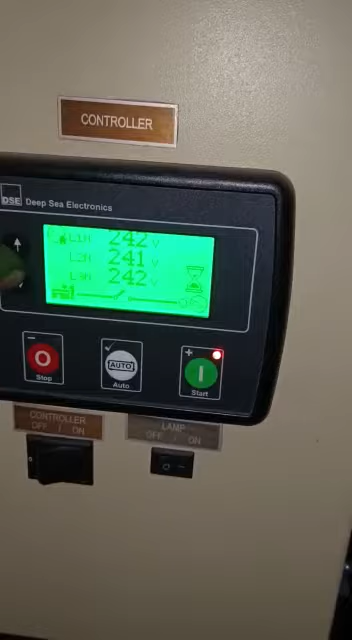 CONTROLLER
DSE Deep Sea Electronics
L1N 242 V
L2N 241 V
L3N 242 V
Stop
AUTO
Auto
Start
CONTROLLER
OFF / ON
LAMP
OFF / ON